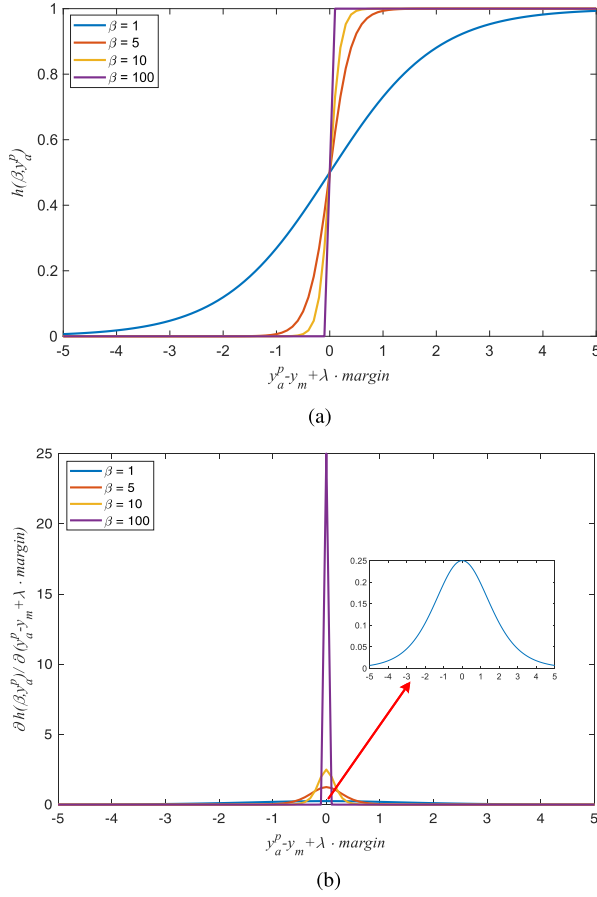 1
0.8
0.6
0.4
0.2
0
h(β,y_a^p)
β = 1
β = 5
β = 10
β = 100
-5 -4 -3 -2 -1 0 1 2 3 4 5
y_a^p-y_m+λ · margin
(a)
25
20
15
10
5
0
∂ h(β,y_a^p)/ ∂ (y_a^p-y_m+λ · margin)
β = 1
β = 5
β = 10
β = 100
0.25
0.2
0.15
0.1
0.05
0
-5 -4 -3 -2 -1 0 1 2 3 4 5
-5 -4 -3 -2 -1 0 1 2 3 4 5
y_a^p-y_m+λ · margin
(b)